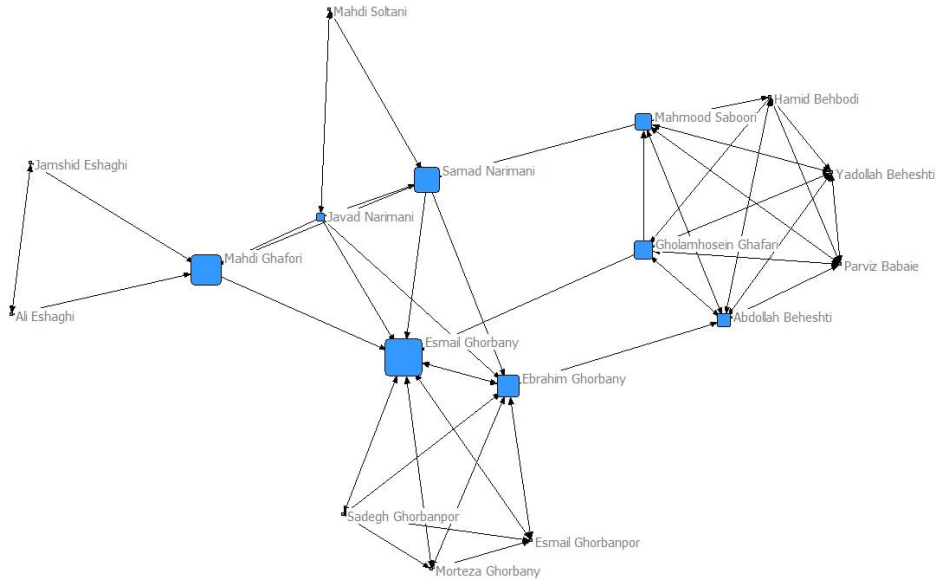 Mahdi Soltani
Hamid Behbodi
Mahmood Saboori
Jamshid Eshaghi
Samad Narimani
Yadollah Beheshti
Javad Narimani
Gholamhosein Ghafari
Mahdi Ghafori
Parviz Babaie
Ali Eshaghi
Abdollah Beheshti
Esmail Ghorbany
Ebrahim Ghorbany
Sadegh Ghorbanpor
Esmail Ghorbanpor
Morteza Ghorbany